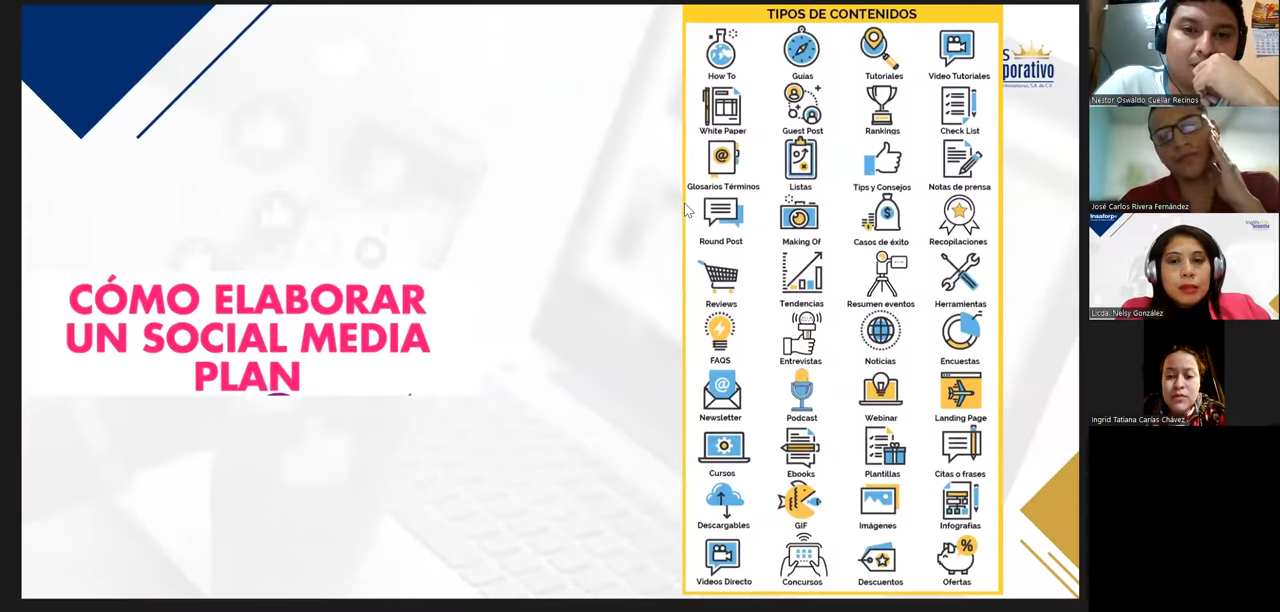 CÓMO ELABORAR
UN SOCIAL MEDIA
PLAN
TIPOS DE CONTENIDOS
How To
Guías
Tutoriales
Video Tutoriales
White Paper
Guest Post
Rankings
Check List
Glosarios Términos
Listas
Tips y Consejos
Notas de prensa
Round Post
Making Of
Casos de éxito
Recopilaciones
Reviews
Tendencias
Resumen eventos
Herramientas
FAQS
Entrevistas
Noticias
Encuestas
Newsletter
Podcast
Webinar
Landing Page
Cursos
Ebooks
Plantillas
Citas o frases
Descargables
GIF
Imágenes
Infografías
Videos Directo
Concursos
Descuentos
Ofertas
S
porativo
Néstor Oswaldo Cuéllar Recinos
José Carlos Rivera Fernández
Insaforp
Licda. Nelsy González
Ingrid Tatiana Carías Chávez